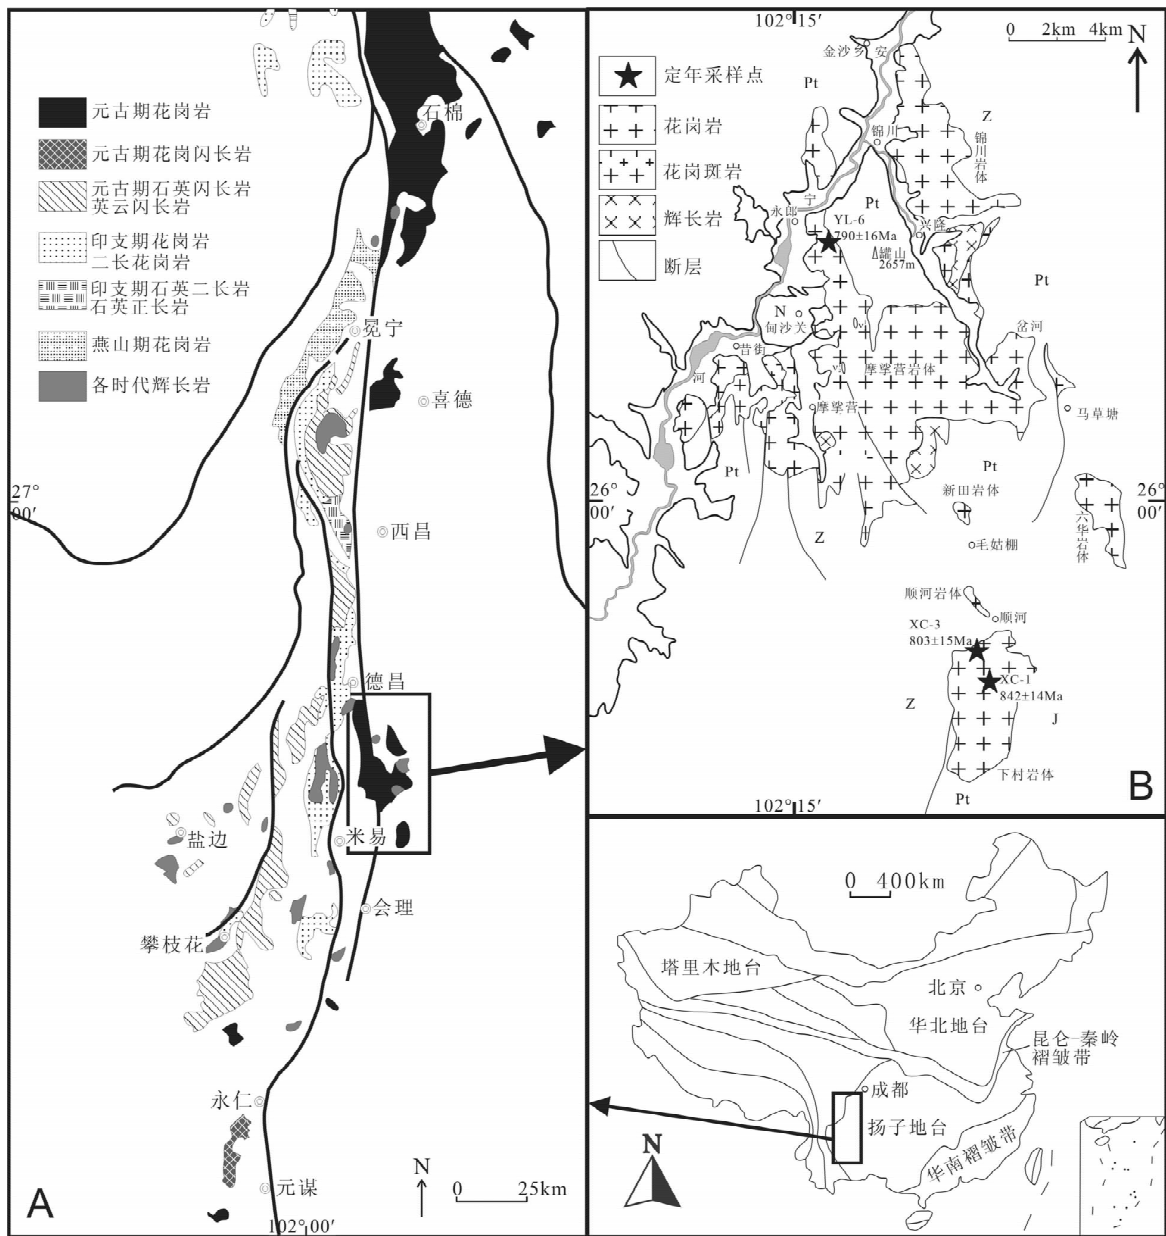 元古期花岗岩
元古期花岗闪长岩
元古期石英闪长岩
英云闪长岩
印支期花岗岩
二长花岗岩
印支期石英二长岩
石英正长岩
燕山期花岗岩
各时代辉长岩
石棉
冕宁
喜德
27°
00′
西昌
德昌
盐边
米易
会理
攀枝花
永仁
元谋
A
N
0 25km
102°00′
102°15′
0 2km 4km
N
定年采样点
花岗岩
花岗斑岩
辉长岩
断层
金沙乡
安
Pt
Z
锦川
锦川岩体
宁
永郎
Pt
YL-6
790±16Ma
兴隆
罐山
2657m
Pt
N
甸沙关
昔街
岔河
河
摩挲营岩体
摩挲营
马草塘
Pt
Pt
新田岩体
26
00′
26°
00′
Z
毛姑棚
六华岩体
顺河岩体
顺河
XC-3
803±15Ma
XC-1
842±14Ma
Z
J
下村岩体
Pt
102°15′
B
0 400km
塔里木地台
北京
华北地台
昆仑-秦岭
褶皱带
成都
扬子地台
华南褶皱带
N